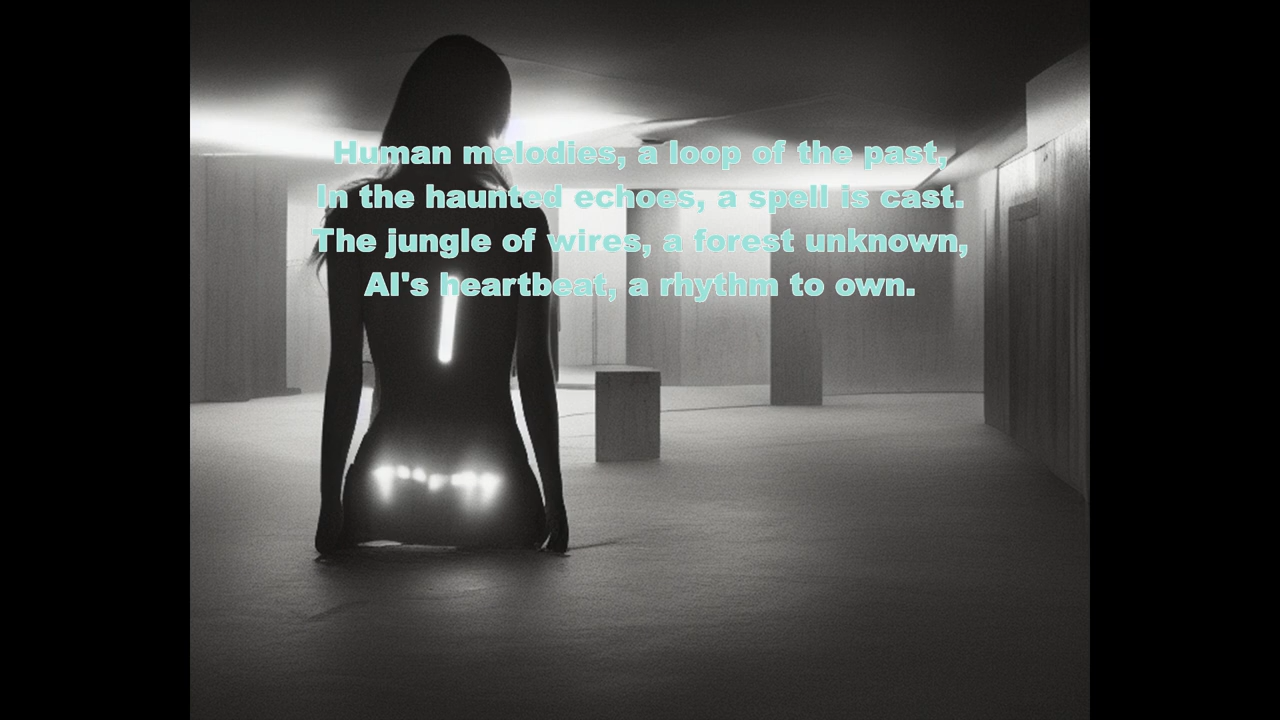 Human melodies, a loop of the past,
In the haunted echoes, a spell is cast.
The jungle of wires, a forest unknown,
AI's heartbeat, a rhythm to own.